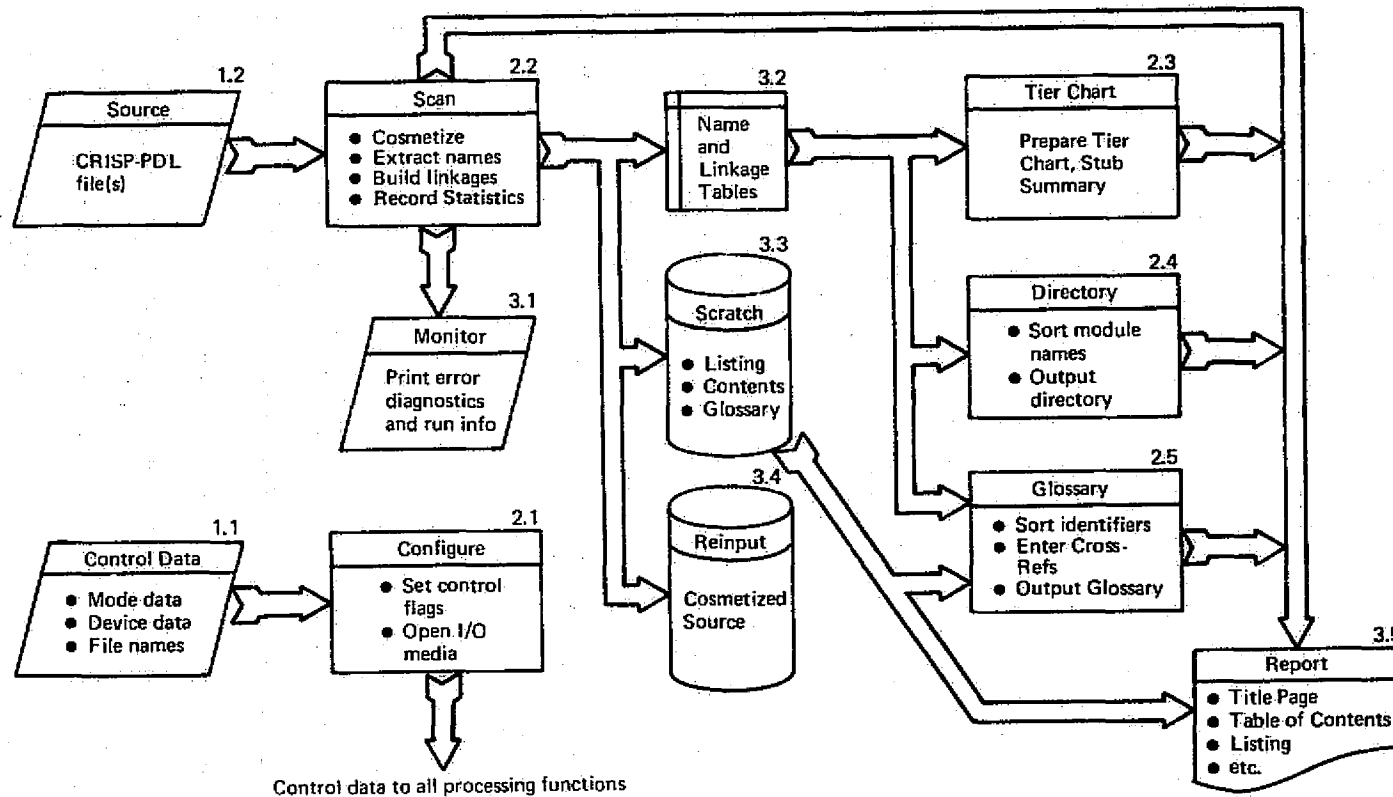 1.2
Source
CRISP-PDL
file(s)
2.2
Scan
● Cosmetize
● Extract names
● Build linkages
● Record Statistics
3.2
Name
and
Linkage
Tables
2.3
Tier Chart
Prepare Tier
Chart, Stub
Summary
3.1
Monitor
Print error
diagnostics
and run info
3.3
Scratch
● Listing
● Contents
● Glossary
2.4
Directory
● Sort module
names
● Output
directory
1.1
Control Data
● Mode data
● Device data
● File names
2.1
Configure
● Set control
flags
● Open I/O
media
3.4
Reinput
Cosmetized
Source
2.5
Glossary
● Sort identifiers
● Enter Cross-
Refs
● Output Glossary
3.5
Report
● Title Page
● Table of Contents
● Listing
● etc.
Control data to all processing functions